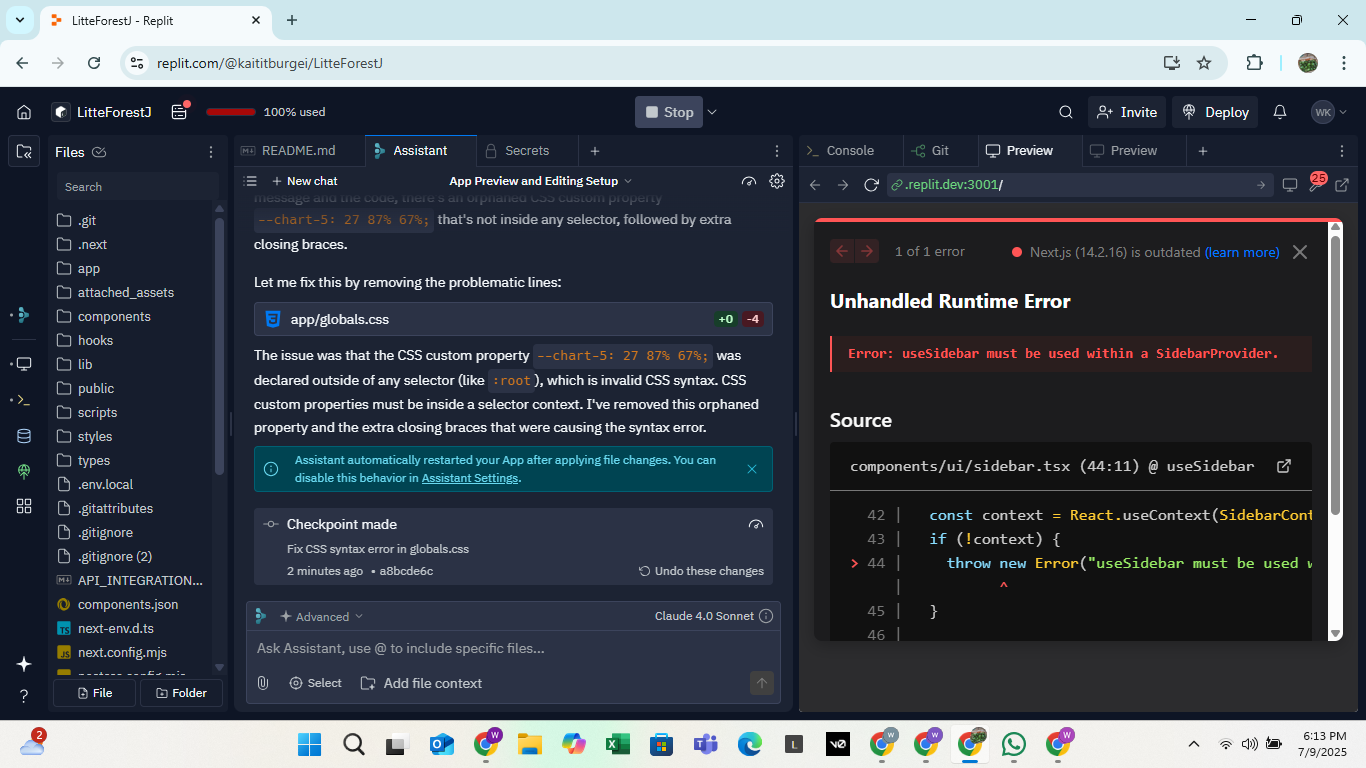 LitteForestJ - Replit
replit.com/@kaititburgei/LitteForestJ
LitteForestJ
100% used
Stop
Invite
Deploy
WK
Files
Search
.git
.next
app
attached_assets
components
hooks
lib
public
scripts
styles
types
.env.local
.gitattributes
.gitignore
.gitignore (2)
API_INTEGRATION...
components.json
next-env.d.ts
next.config.mjs
File
Folder
README.md
Assistant
Secrets
New chat
App Preview and Editing Setup
message and the code, there's an orphaned CSS custom property
--chart-5: 27 87% 67%; that's not inside any selector, followed by extra
closing braces.
Let me fix this by removing the problematic lines:
app/globals.css
+0 -4
The issue was that the CSS custom property --chart-5: 27 87% 67%; was
declared outside of any selector (like :root), which is invalid CSS syntax. CSS
custom properties must be inside a selector context. I've removed this orphaned
property and the extra closing braces that were causing the syntax error.
Assistant automatically restarted your App after applying file changes. You can
disable this behavior in Assistant Settings.
Checkpoint made
Fix CSS syntax error in globals.css
2 minutes ago • a8bcde6c
Undo these changes
Advanced
Claude 4.0 Sonnet
Ask Assistant, use @ to include specific files...
Select
Add file context
Console
Git
Preview
Preview
.replit.dev:3001/
25
1 of 1 error
Next.js (14.2.16) is outdated (learn more)
Unhandled Runtime Error
Error: useSidebar must be used within a SidebarProvider.
Source
components/ui/sidebar.tsx (44:11) @ useSidebar
42 | const context = React.useContext(SidebarCont
43 | if (!context) {
> 44 | throw new Error("useSidebar must be used
| ^
45 | }
46 |
2
W
W
W
L
v0
W
W
W
6:13 PM
7/9/2025